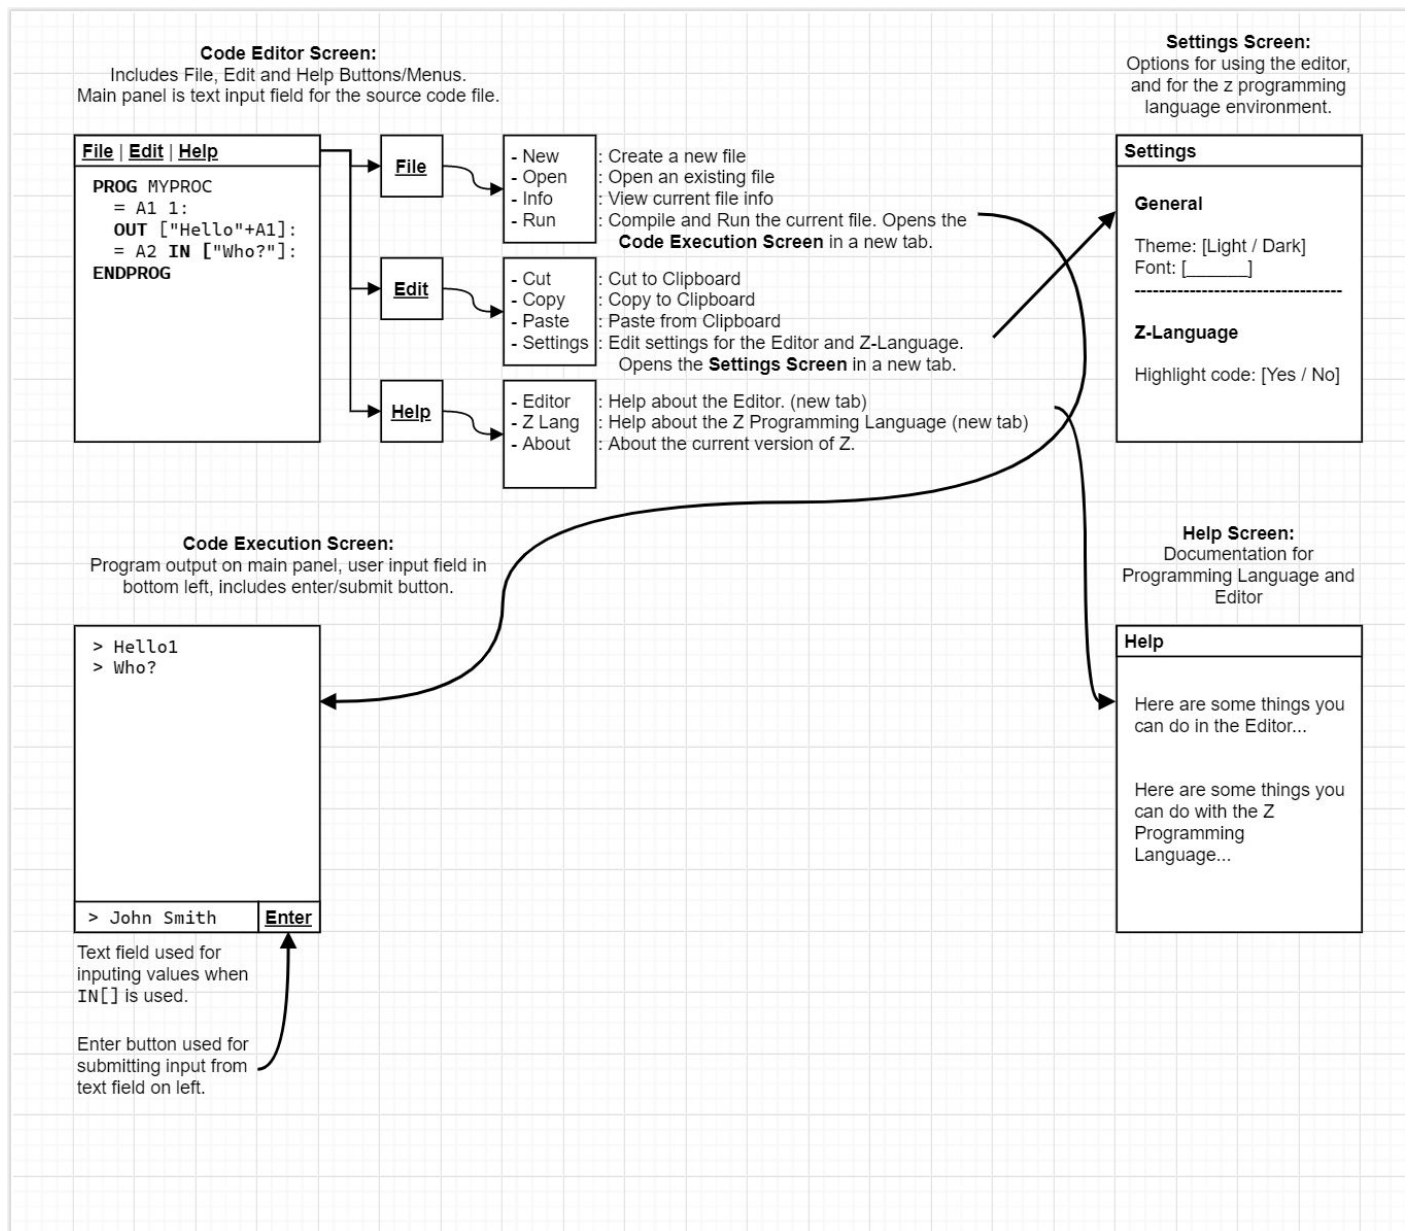 Code Editor Screen:
Includes File, Edit and Help Buttons/Menus.
Main panel is text input field for the source code file.
File | Edit | Help
PROG MYPROC
= A1 1:
OUT ["Hello"+A1]:
= A2 IN ["Who?"]:
ENDPROG
File
- New : Create a new file
- Open : Open an existing file
- Info : View current file info
- Run : Compile and Run the current file. Opens the
Code Execution Screen in a new tab.
Edit
- Cut : Cut to Clipboard
- Copy : Copy to Clipboard
- Paste : Paste from Clipboard
- Settings : Edit settings for the Editor and Z-Language.
Opens the Settings Screen in a new tab.
Help
- Editor : Help about the Editor. (new tab)
- Z Lang : Help about the Z Programming Language (new tab)
- About : About the current version of Z.
Settings Screen:
Options for using the editor,
and for the z programming
language environment.
Settings
General
Theme: [Light / Dark]
Font: [______]
----------------------------------
Z-Language
Highlight code: [Yes / No]
Code Execution Screen:
Program output on main panel, user input field in
bottom left, includes enter/submit button.
> Hello1
> Who?
> John Smith
Enter
Text field used for
inputing values when
IN[] is used.
Enter button used for
submitting input from
text field on left.
Help Screen:
Documentation for
Programming Language and
Editor
Help
Here are some things you
can do in the Editor...
Here are some things you
can do with the Z
Programming
Language...